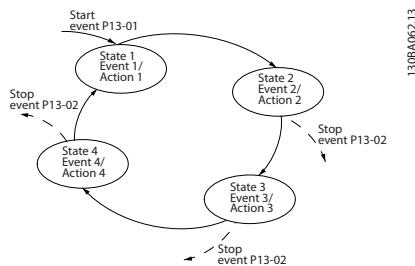 Start
event P13-01
State 1
Event 1/
Action 1
State 2
Event 2/
Action 2
Stop
event P13-02
State 3
Event 3/
Action 3
Stop
event P13-02
State 4
Event 4/
Action 4
Stop
event P13-02
130BA062.13